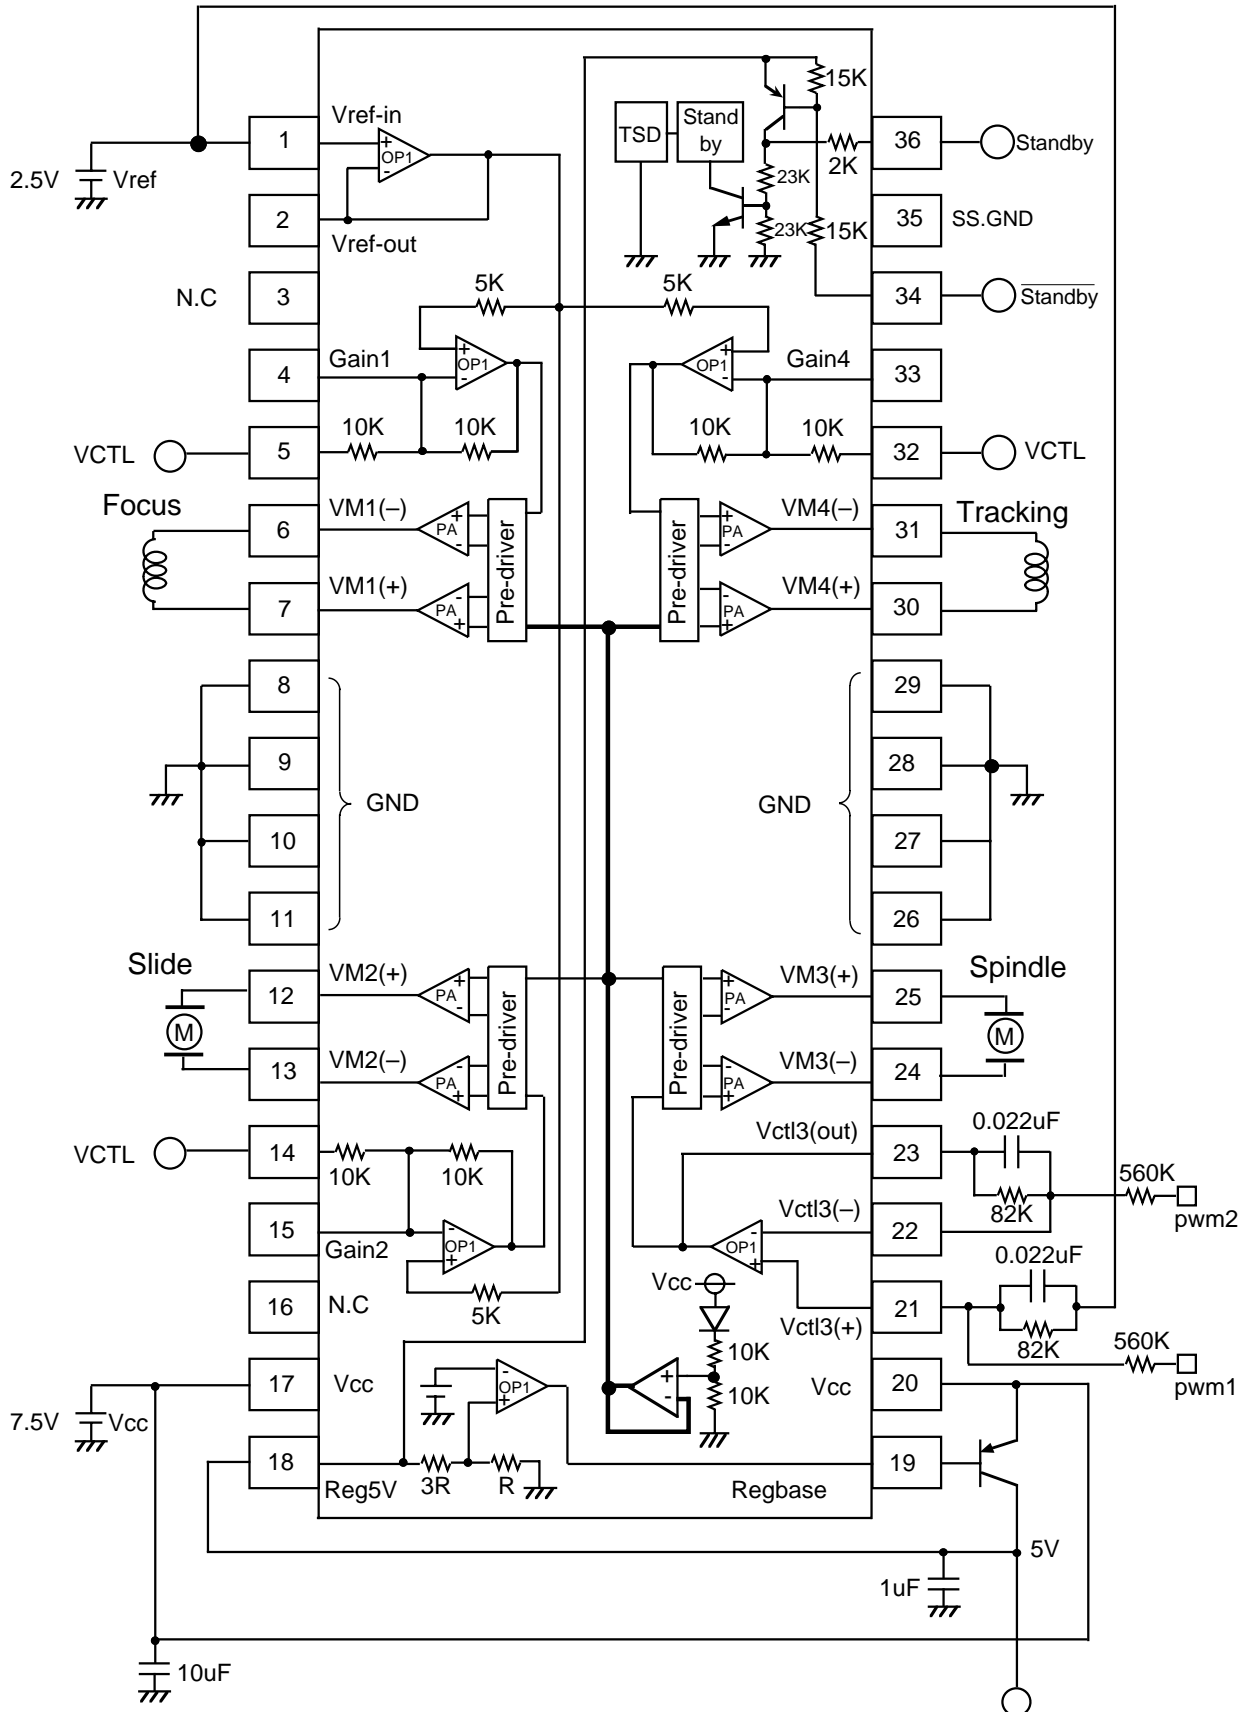 Vref-in
15K
1
+
OP1
-
TSD
Stand
by
36
Standby
2.5V
Vref
2K
23K
2
Vref-out
23K
15K
35
SS.GND
N.C
3
5K
5K
34
Standby
4
Gain1
+
OP1
-
+
OP1
-
Gain4
33
VCTL
5
10K
10K
10K
10K
32
VCTL
Focus
6
VM1(–)
+
PA
-
Pre-driver
Pre-driver
+
PA
-
VM4(–)
31
Tracking
7
VM1(+)
-
PA
+
-
PA
+
VM4(+)
30
8
29
9
28
GND
GND
10
27
11
26
Slide
12
VM2(+)
+
PA
-
Pre-driver
Pre-driver
+
PA
-
VM3(+)
25
Spindle
M
M
13
VM2(–)
-
PA
+
-
PA
+
VM3(–)
24
VCTL
14
10K
10K
Vctl3(out)
23
0.022uF
82K
560K
pwm2
15
Gain2
-
OP1
+
-
OP1
+
Vctl3(–)
22
0.022uF
16
N.C
5K
Vcc
Vctl3(+)
21
82K
560K
pwm1
17
Vcc
-
OP1
+
+
-
10K
10K
Vcc
20
7.5V
Vcc
18
Reg5V
3R
R
Regbase
19
5V
1uF
10uF